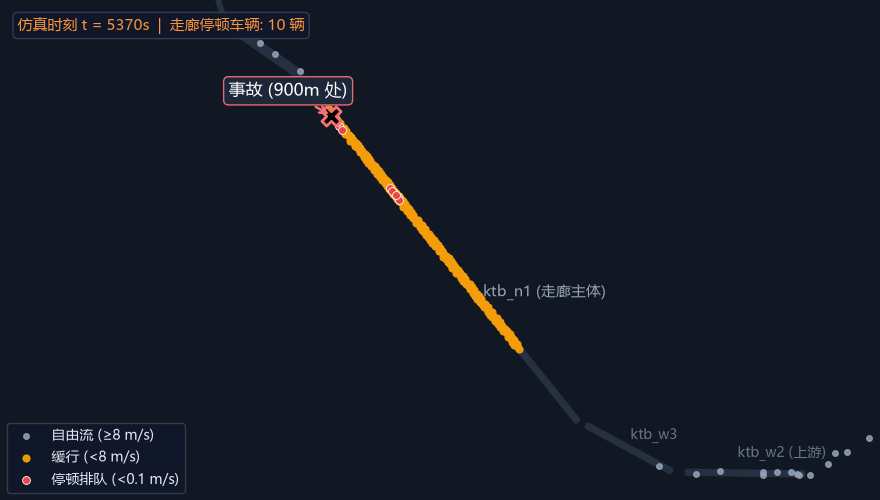 仿真时刻 t = 5370s | 走廊停顿车辆: 10 辆
事故 (900m 处)
ktb_n1 (走廊主体)
ktb_w3
ktb_w2 (上游)
自由流 (≥8 m/s)
缓行 (<8 m/s)
停顿排队 (<0.1 m/s)